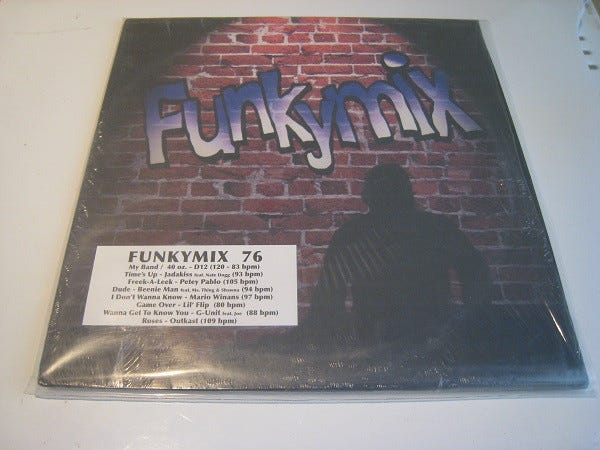 Funkymix
FUNKYMIX 76
My Band / 40 oz. - D12 (120 - 83 bpm)
Time's Up - Jadakiss feat. Nate Dogg (93 bpm)
Freek-A-Leek - Petey Pablo (105 bpm)
Dude - Beenie Man feat. Ms. Thing & Shawnna (94 bpm)
I Don't Wanna Know - Mario Winans (97 bpm)
Game Over - Lil' Flip (80 bpm)
Wanna Get To Know You - G-Unit feat. Joe (88 bpm)
Roses - Outkast (109 bpm)